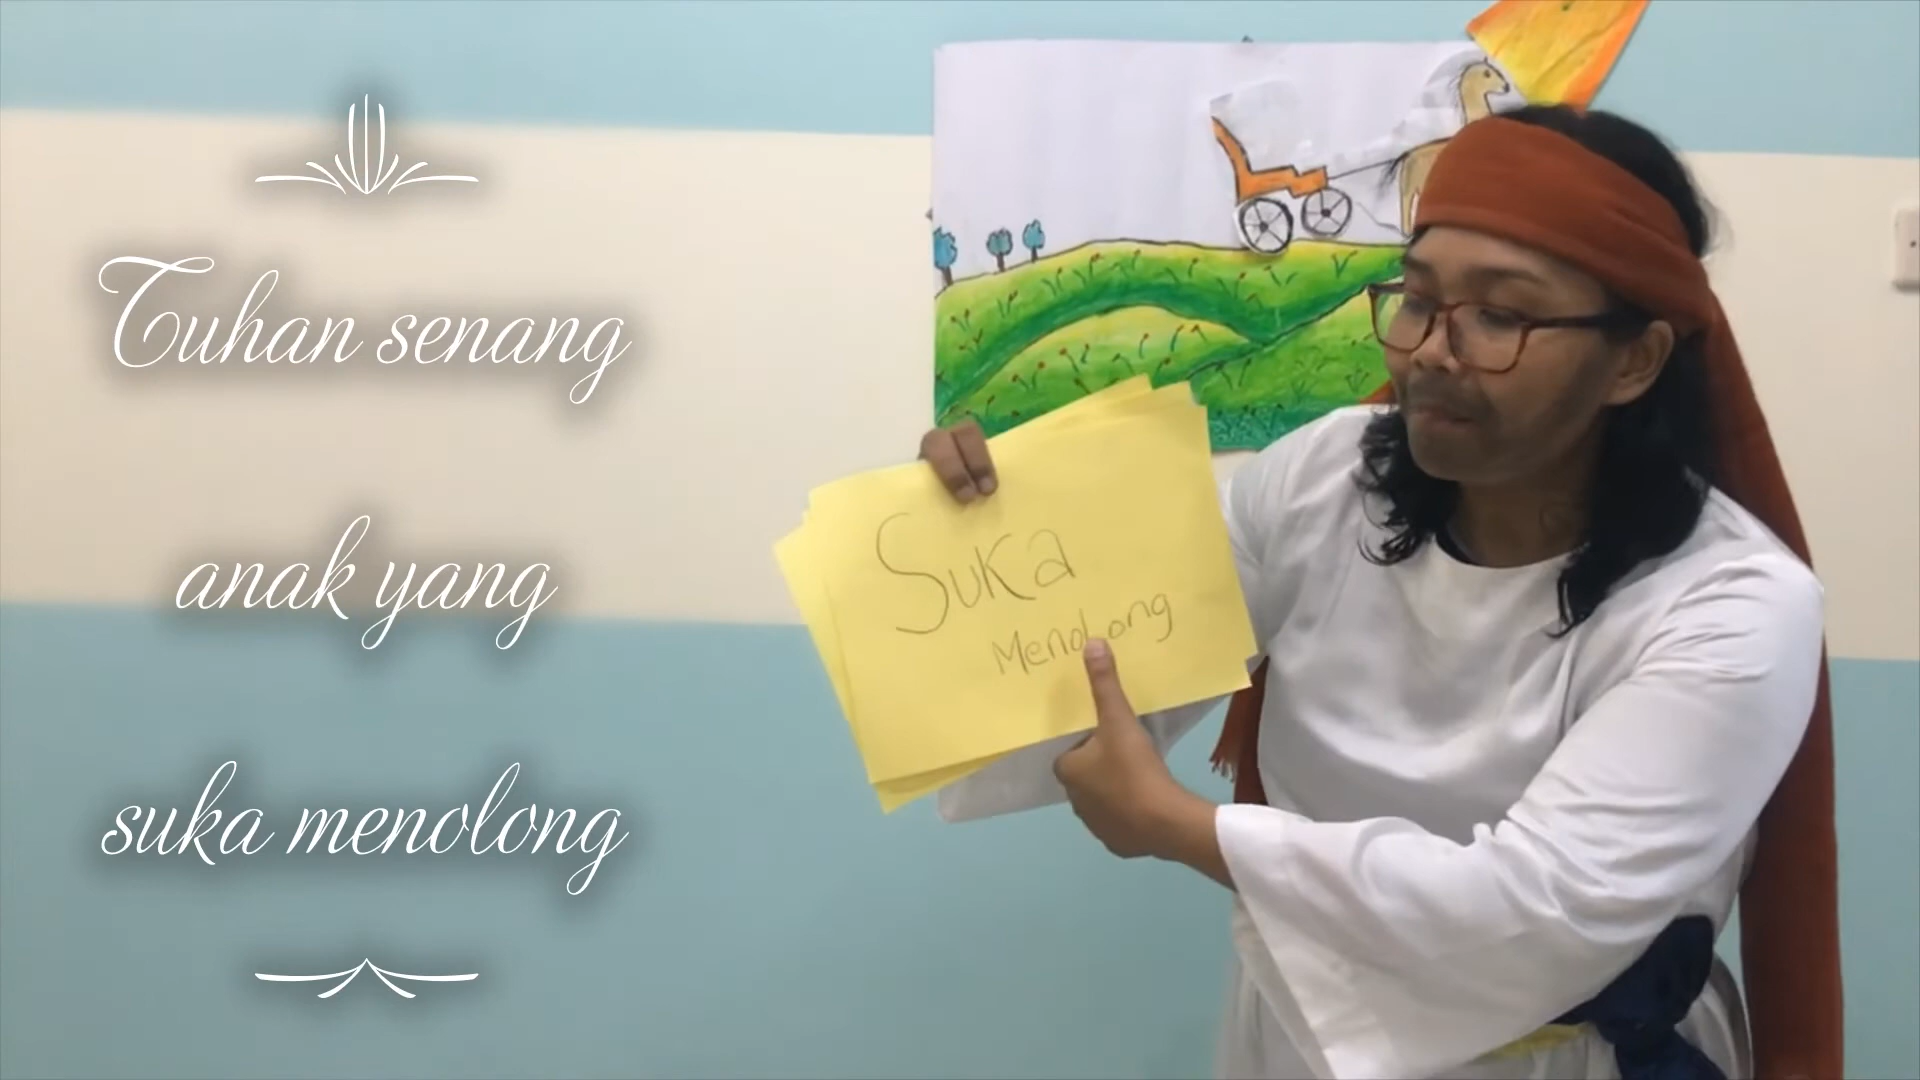 Tuhan senang
anak yang
suka menolong
Suka
Menolong